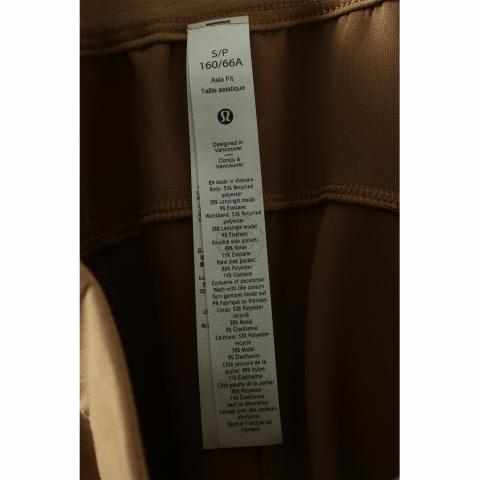 S/P
160/66A
Asia Fit
Taille asiatique
Designed in
Vancouver
Conçu à
Vancouver
EN Made in Vietnam
Body: 53% Recycled
polyester
38% Lenzing® modal
9% Elastane
Waistband: 53% Recycled
polyester
38% Lenzing® modal
9% Elastane
Knuckle side pocket:
89% Nylon
11% Elastane
Palm side pocket:
86% Polyester
14% Elastane
Exclusive of decoration
Wash with like colours
Turn garment inside out
FR Fabriqué au Vietnam
Corps: 53% Polyester
recyclé
38% Modal
9% Élasthanne
Ceinture: 53% Polyester
recyclé
38% Modal
9% Élasthanne
Côté jointure de la
poche: 89% Nylon
11% Élasthanne
Côté paume de la poche:
86% Polyester
14% Élasthanne
Sauf la décoration
Laver avec des couleurs
similaires
Tourner l'article sur
l'envers